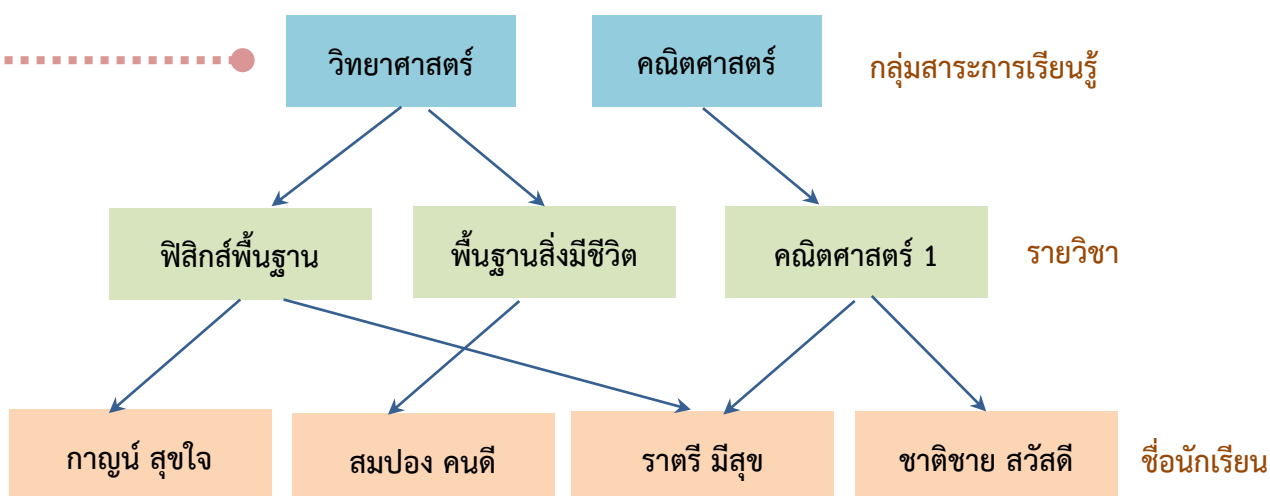 วิทยาศาสตร์ คณิตศาสตร์ กลุ่มสาระการเรียนรู้
ฟิสิกส์พื้นฐาน พื้นฐานสิ่งมีชีวิต คณิตศาสตร์ 1 รายวิชา
กาญน์ สุขใจ สมปอง คนดี ราตรี มีสุข ชาติชาย สวัสดี ชื่อนักเรียน